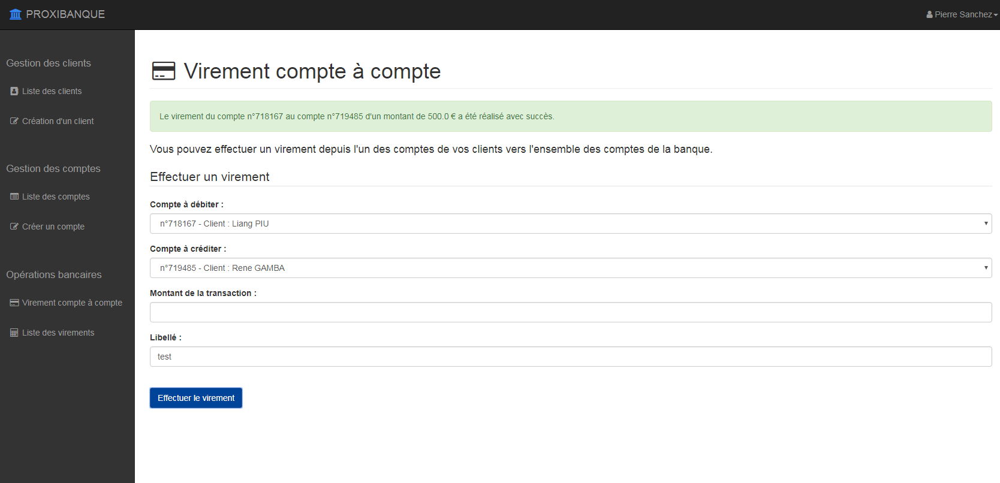 PROXIBANQUE
Pierre Sanchez
Gestion des clients
Liste des clients
Création d'un client
Gestion des comptes
Liste des comptes
Créer un compte
Opérations bancaires
Virement compte à compte
Liste des virements
Virement compte à compte
Le virement du compte n°718167 au compte n°719485 d'un montant de 500.0 € a été réalisé avec succès.
Vous pouvez effectuer un virement depuis l'un des comptes de vos clients vers l'ensemble des comptes de la banque.
Effectuer un virement
Compte à débiter :
n°718167 - Client : Liang PIU
Compte à créditer :
n°719485 - Client : Rene GAMBA
Montant de la transaction :
Libellé :
test
Effectuer le virement